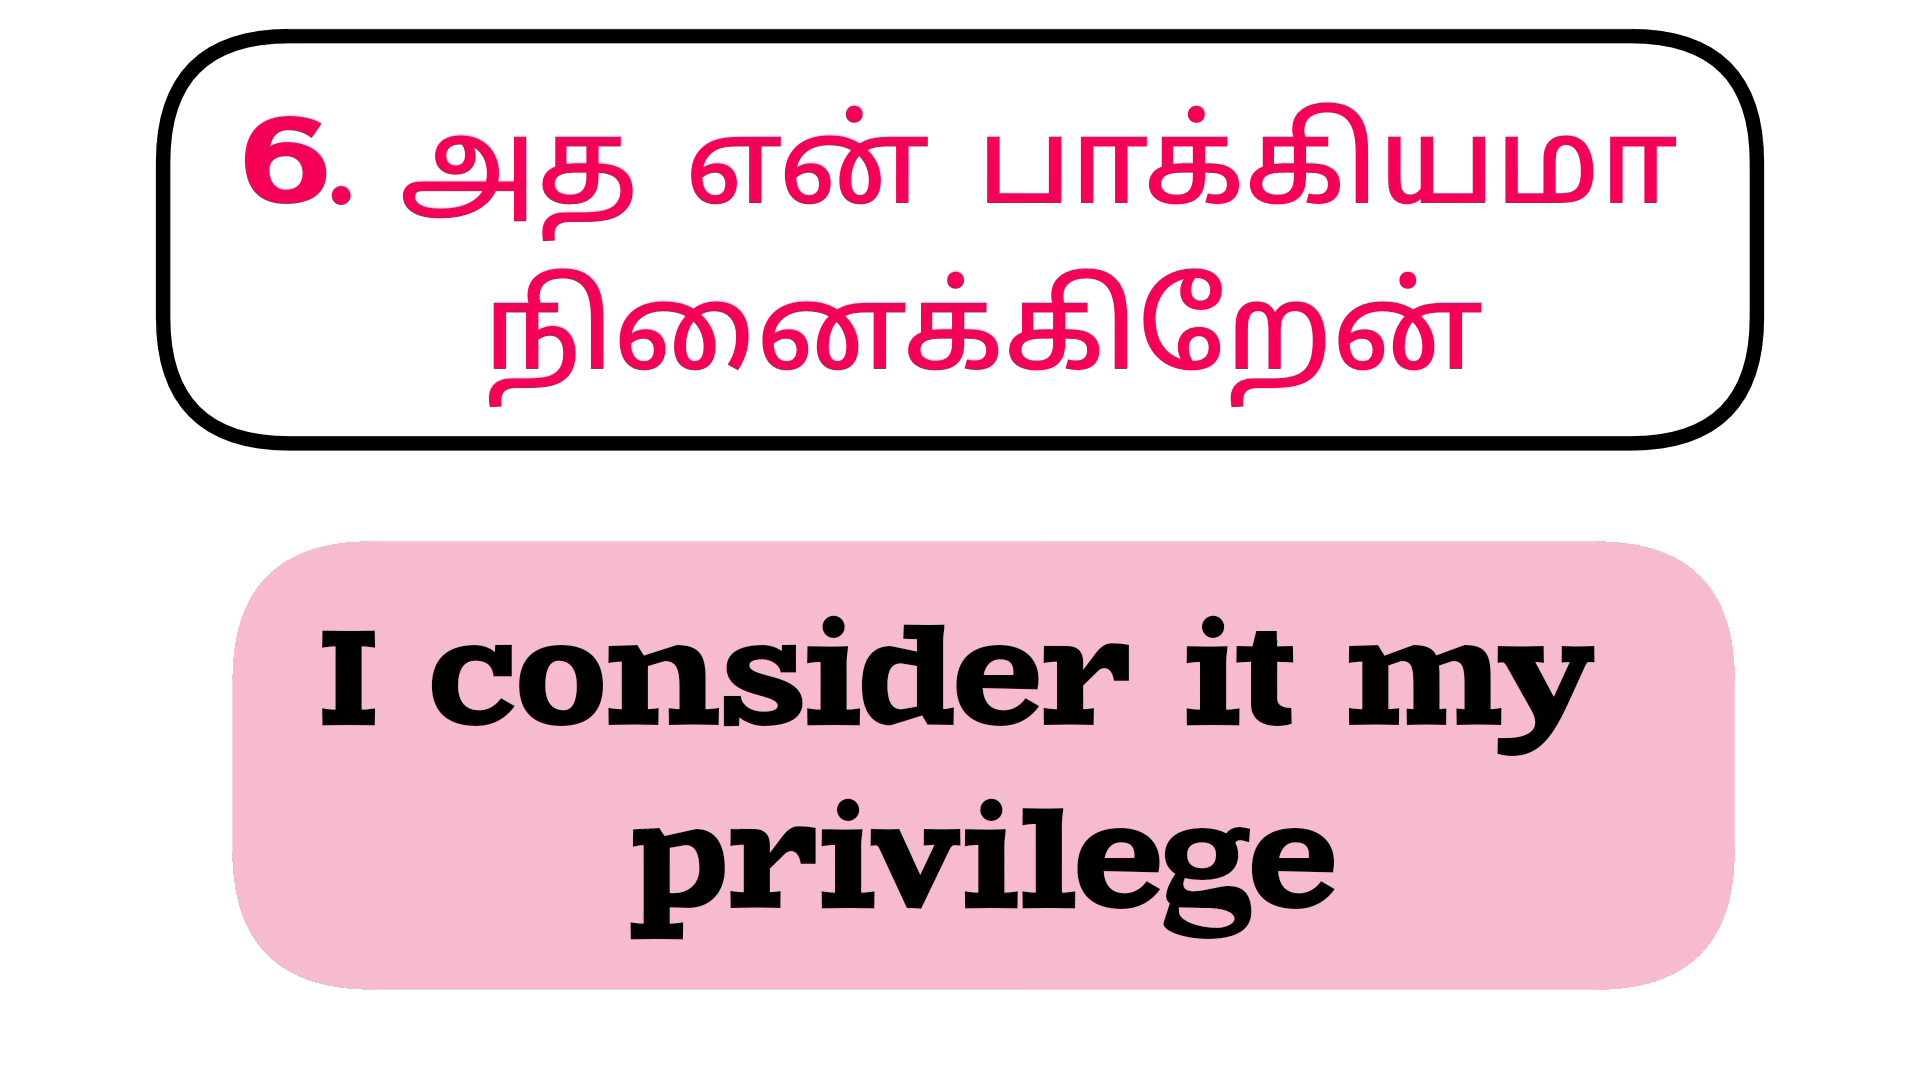 6. அத என் பாக்கியமா
நினைக்கிறேன்
I consider it my
privilege